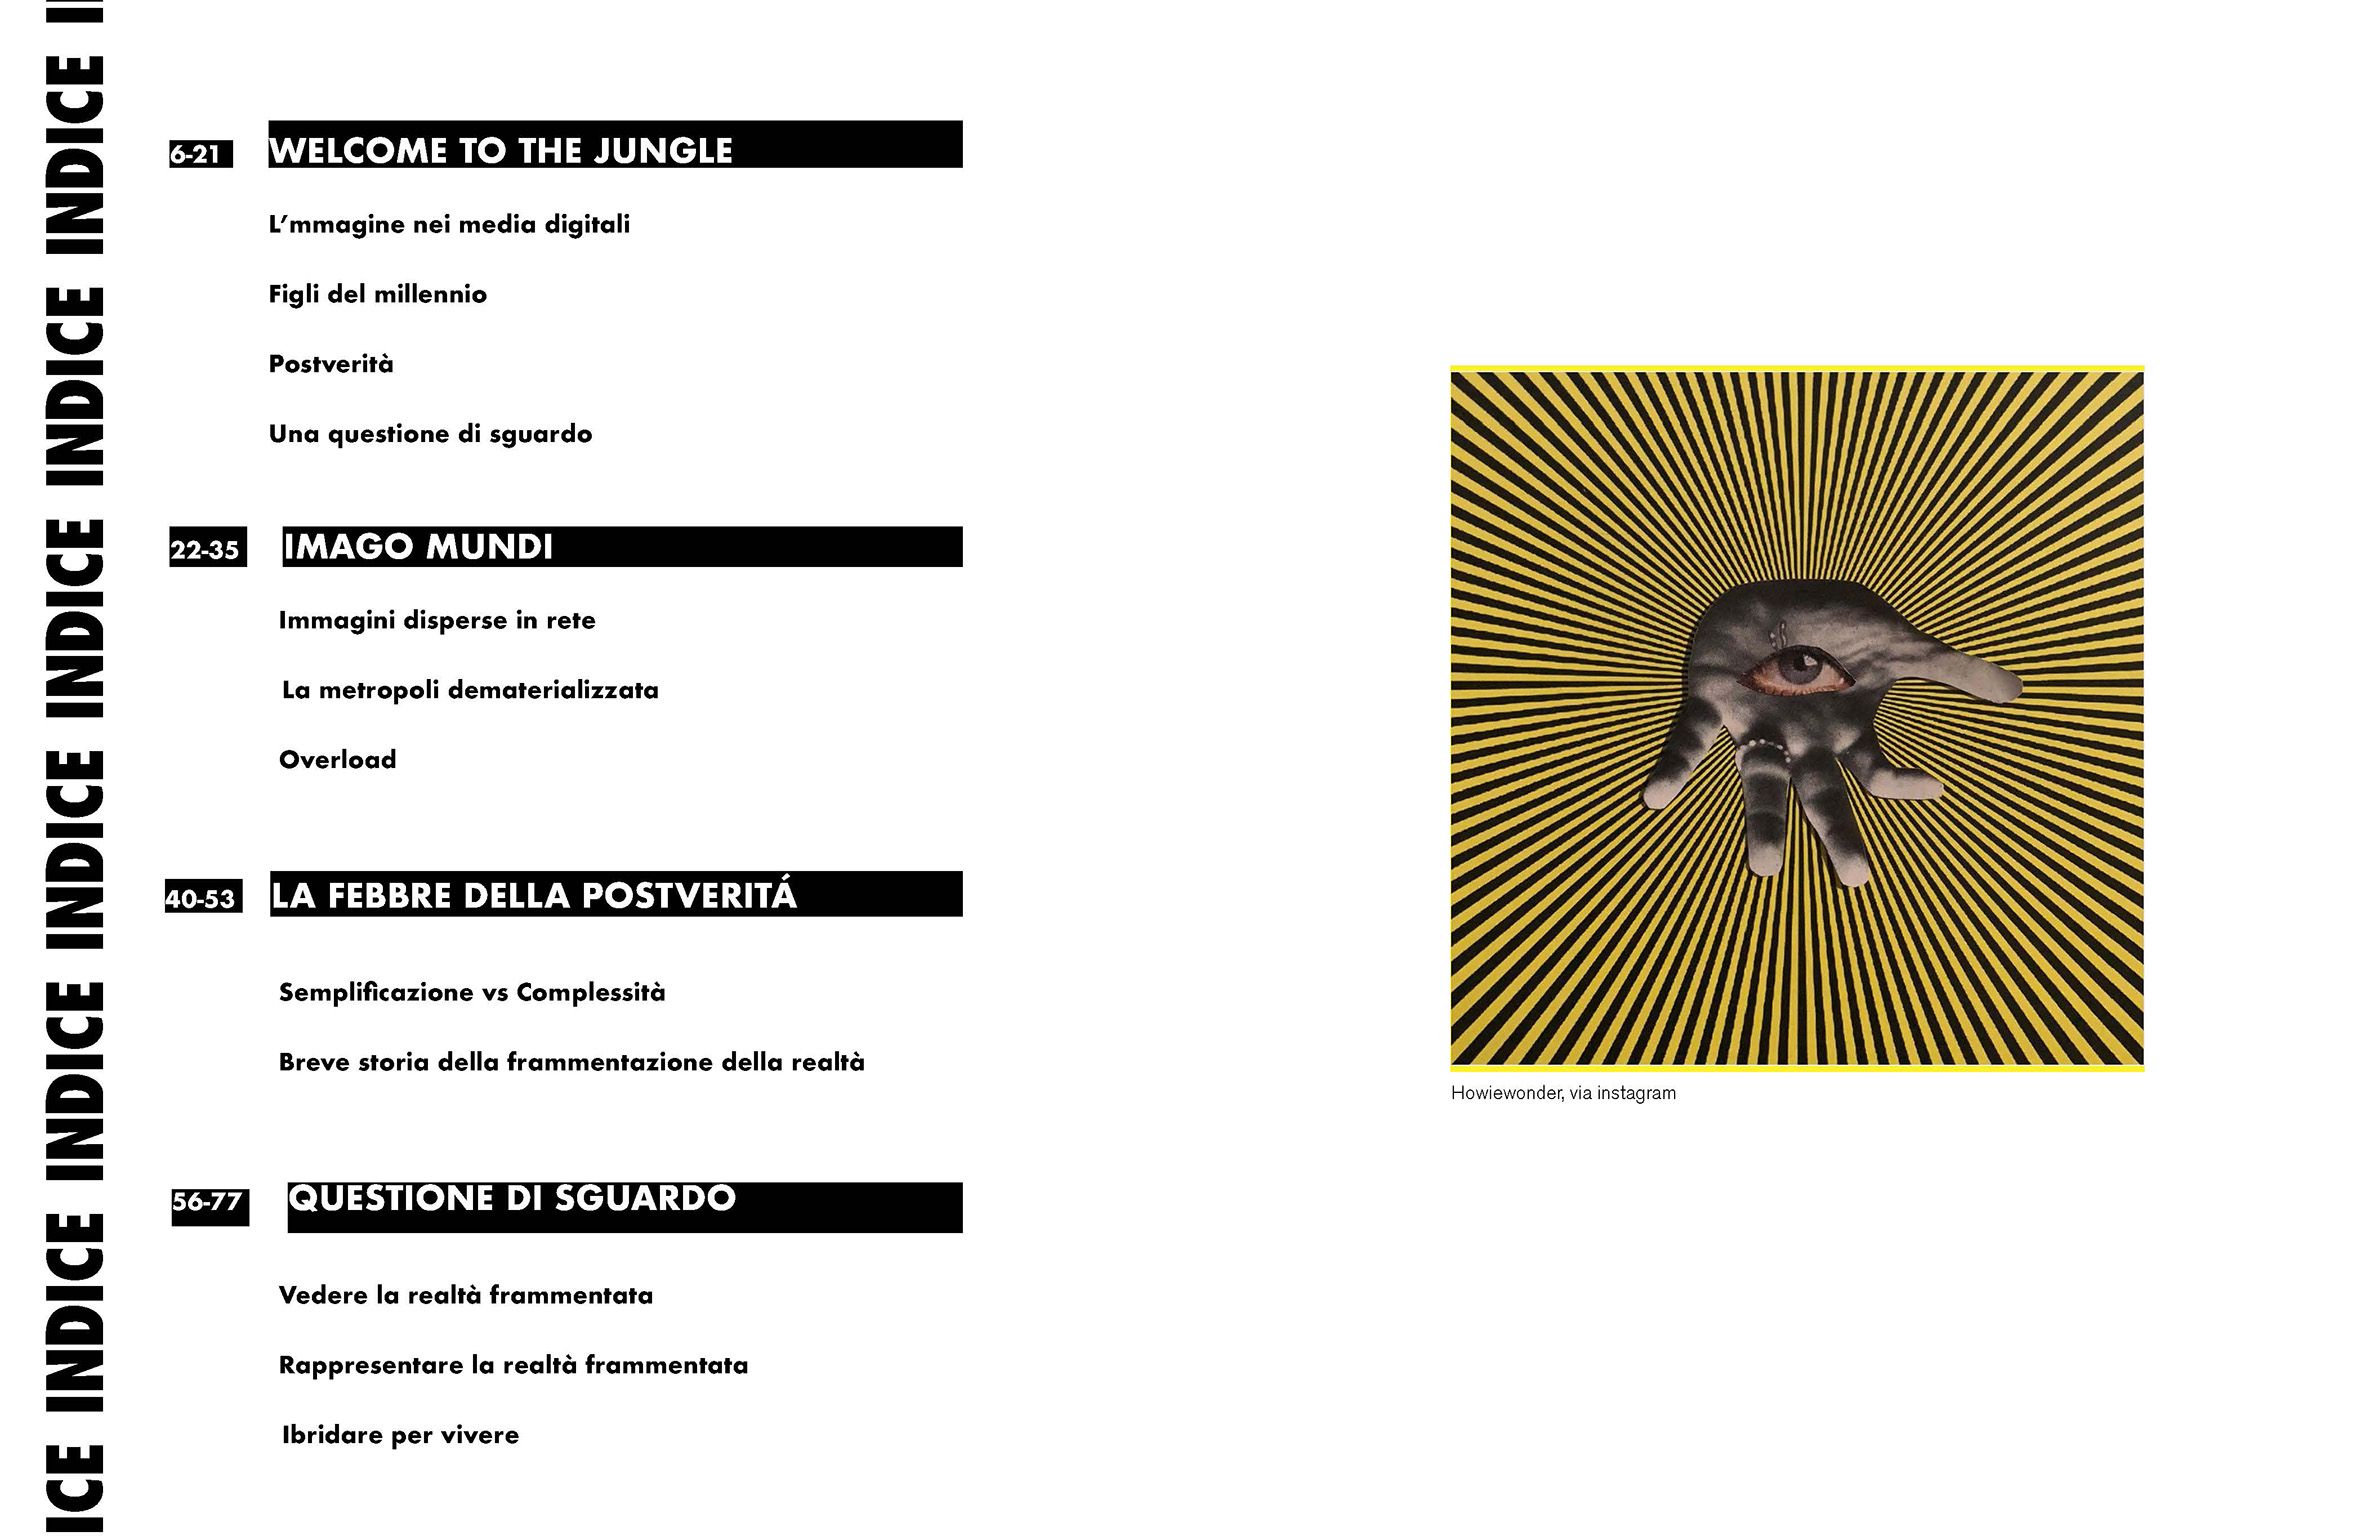 INDICE INDICE INDICE INDICE INDICE INDICE
6-21 WELCOME TO THE JUNGLE
L’mmagine nei media digitali
Figli del millennio
Postverità
Una questione di sguardo
22-35 IMAGO MUNDI
Immagini disperse in rete
La metropoli dematerializzata
Overload
40-53 LA FEBBRE DELLA POSTVERITÁ
Semplificazione vs Complessità
Breve storia della frammentazione della realtà
56-77 QUESTIONE DI SGUARDO
Vedere la realtà frammentata
Rappresentare la realtà frammentata
Ibridare per vivere
Howiewonder, via instagram